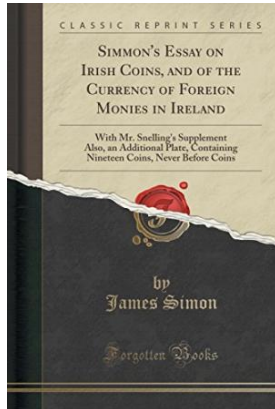 CLASSIC REPRINT SERIES
SIMMON'S ESSAY ON
IRISH COINS, AND OF THE
CURRENCY OF FOREIGN
MONIES IN IRELAND
With Mr. Snelling's Supplement
Also, an Additional Plate, Containing
Nineteen Coins, Never Before Coins
by
James Simon
Forgotten Books